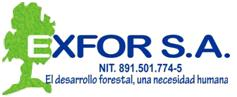 EXFOR S.A.
NIT. 891.501.774-5
El desarrollo forestal, una necesidad humana